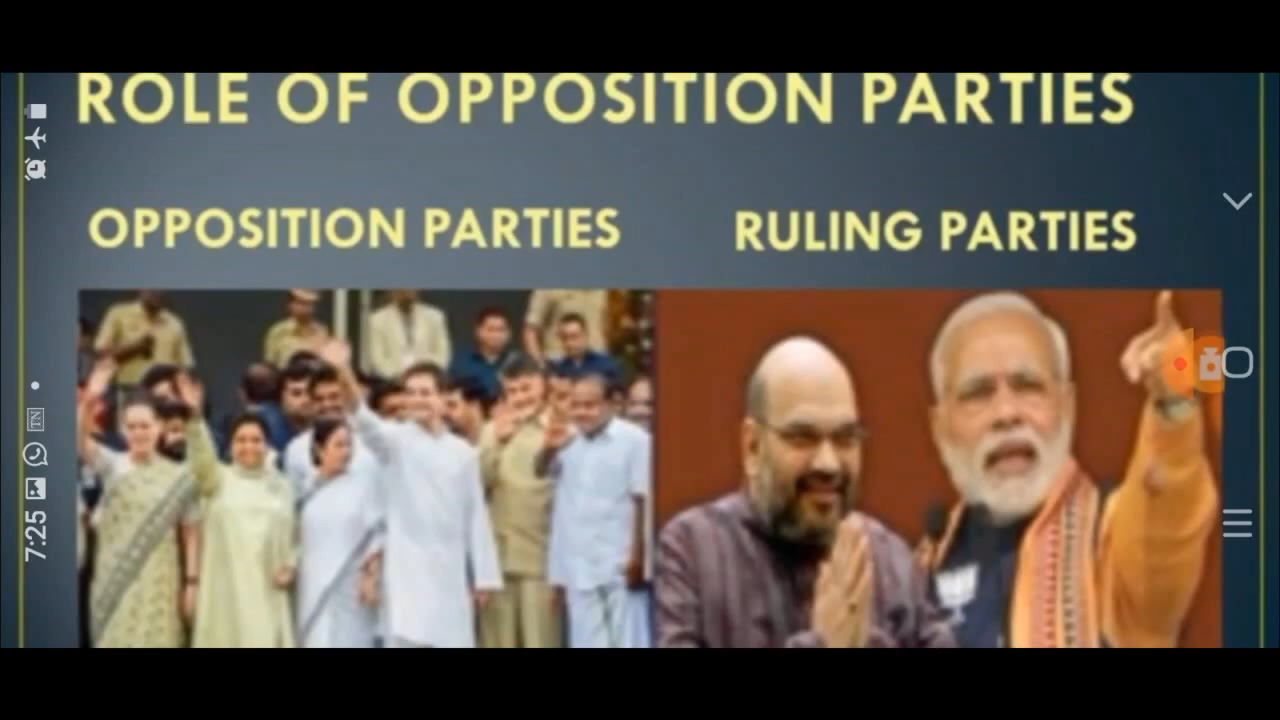 ROLE OF OPPOSITION PARTIES
OPPOSITION PARTIES
RULING PARTIES
7:25